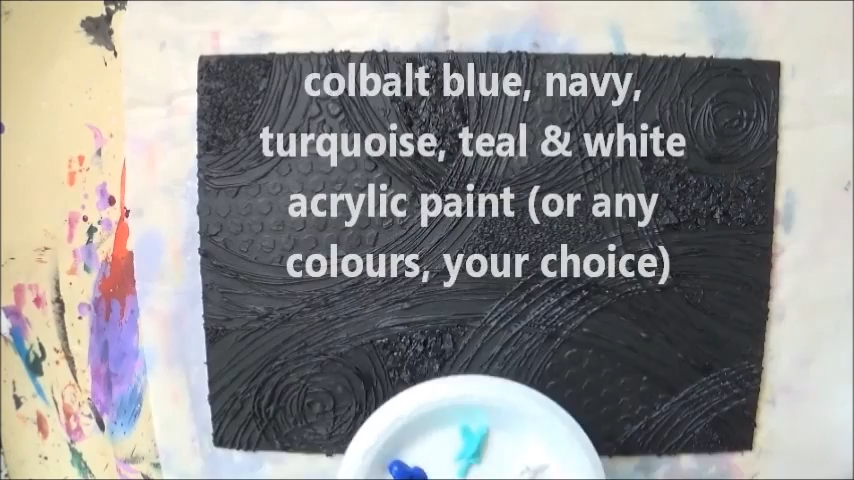 colbalt blue, navy,
turquoise, teal & white
acrylic paint (or any
colours, your choice)